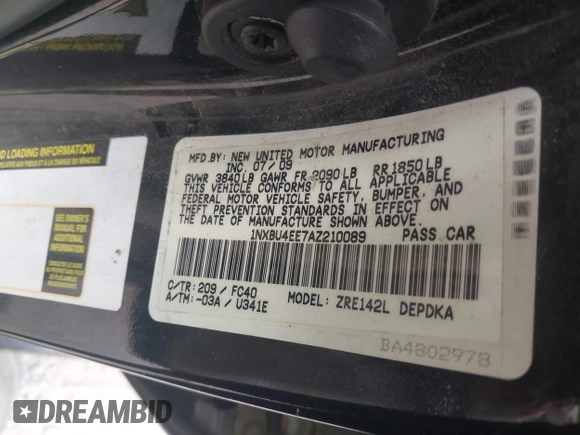 D LOADING INFORMATION
MFD.BY: NEW UNITED MOTOR MANUFACTURING
INC. 07/09
GVWR 3840LB GAWR FR 2090LB RR 1850LB
THIS VEHICLE CONFORMS TO ALL APPLICABLE
FEDERAL MOTOR VEHICLE SAFETY, BUMPER, AND
THEFT PREVENTION STANDARDS IN EFFECT ON
THE DATE OF MANUFACTURE SHOWN ABOVE.
1NXBU4EE7AZ210089 PASS CAR
C/TR: 209 / FC40
A/TM: -03A / U341E
MODEL: ZRE142L DEPDKA
BA4802978
DREAMBID